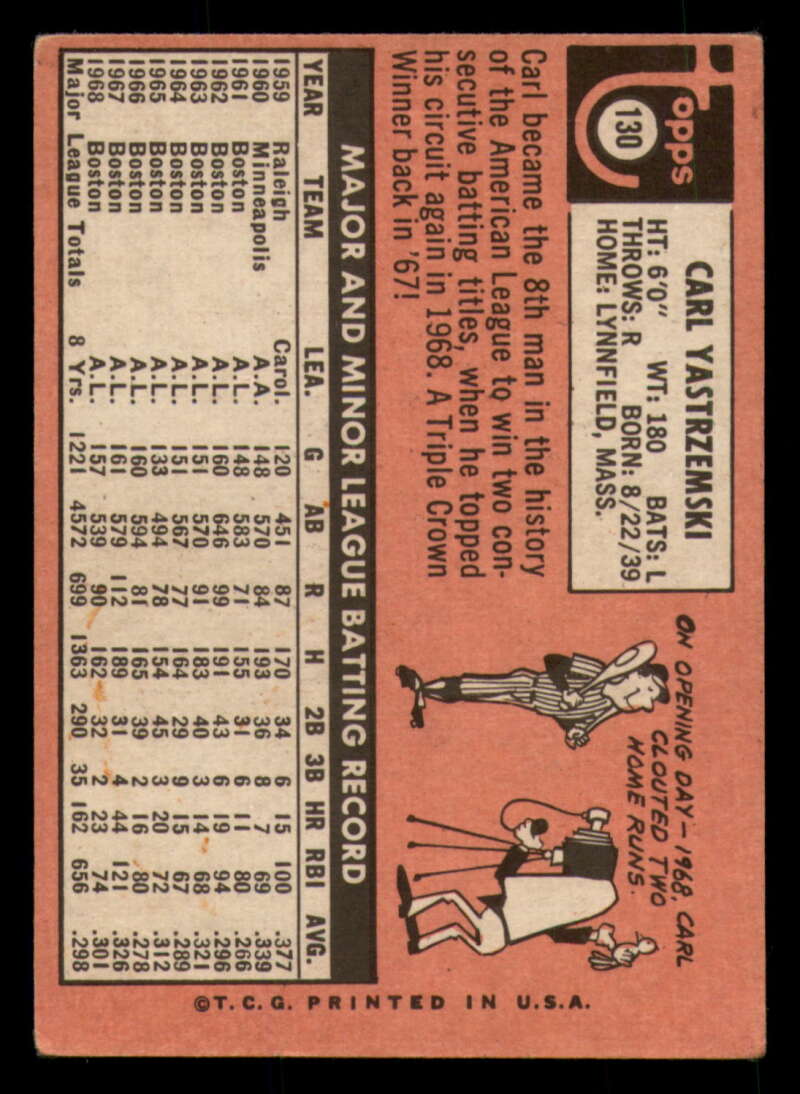 topps
130
CARL YASTRZEMSKI
HT: 6'0" WT: 180 BATS: L
THROWS: R BORN: 8/22/39
HOME: LYNNFIELD, MASS.
Carl became the 8th man in the history
of the American League to win two con-
secutive batting titles, when he topped
his circuit again in 1968. A Triple Crown
Winner back in '67!
ON OPENING DAY-1968, CARL
CLOUTED TWO
HOME RUNS.
MAJOR AND MINOR LEAGUE BATTING RECORD
YEAR TEAM LEA. G AB R H 2B 3B HR RBI AVG.
1959 Raleigh Carol. 120 451 87 170 34 6 15 100 .377
1960 Minneapolis A.A. 148 570 84 193 36 8 7 69 .339
1961 Boston A.L. 148 583 71 155 31 6 11 80 .266
1962 Boston A.L. 160 646 99 191 43 6 19 94 .296
1963 Boston A.L. 151 570 91 183 40 3 14 68 .321
1964 Boston A.L. 151 567 77 164 29 9 15 67 .289
1965 Boston A.L. 133 494 78 154 45 3 20 72 .312
1966 Boston A.L. 160 594 81 165 39 2 16 80 .278
1967 Boston A.L. 161 579 112 189 31 4 44 121 .326
1968 Boston A.L. 157 539 90 162 32 2 23 74 .301
Major League Totals 8 Yrs. 1221 4572 699 1363 290 35 162 656 .298
©T.C.G. PRINTED IN U.S.A.